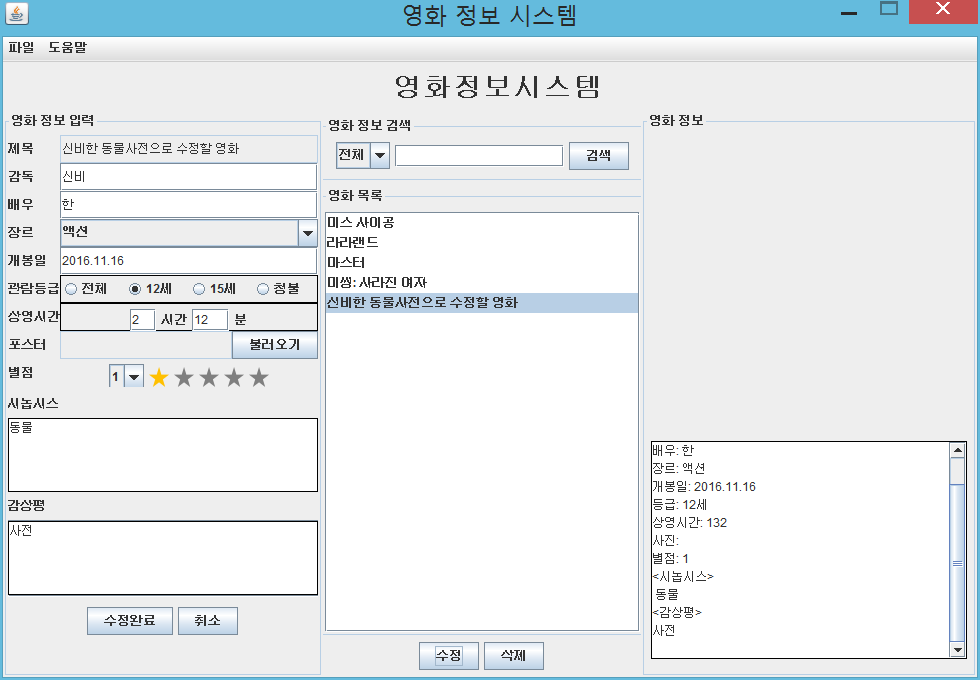 영화 정보 시스템
파일 도움말
영화정보시스템
영화 정보 입력
제목 신비한 동물사전으로 수정할 영화
감독 신비
배우 한
장르 액션
개봉일 2016.11.16
관람등급 전체 12세 15세 청불
상영시간 2 시간 12 분
포스터 불러오기
별점 1
시놉시스
동물
감상평
사전
수정완료 취소
영화 정보 검색
전체 검색
영화 목록
미스 사이공
라라랜드
마스터
미씽: 사라진 여자
신비한 동물사전으로 수정할 영화
수정 삭제
영화 정보
배우: 한
장르: 액션
개봉일: 2016.11.16
등급: 12세
상영시간: 132
사진:
별점: 1
<시놉시스>
동물
<감상평>
사전